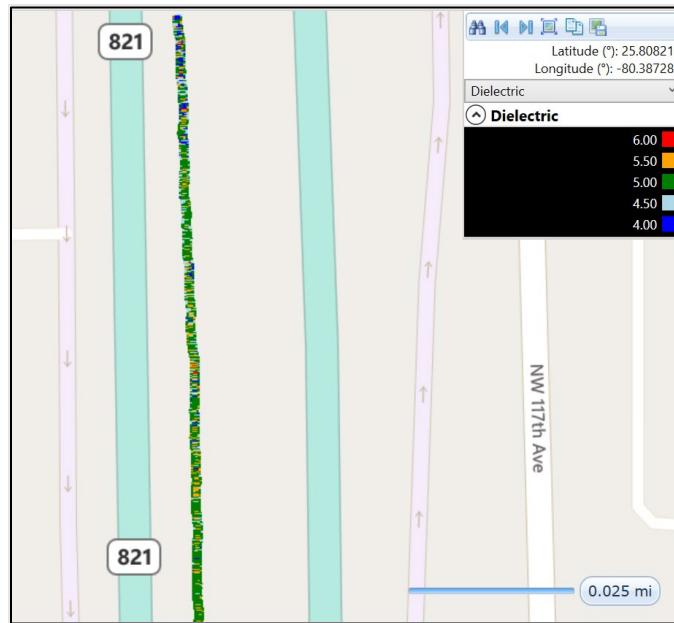 821
Latitude (°): 25.80821
Longitude (°): -80.38728
Dielectric
Dielectric
6.00
5.50
5.00
4.50
4.00
NW 117th Ave
821
0.025 mi